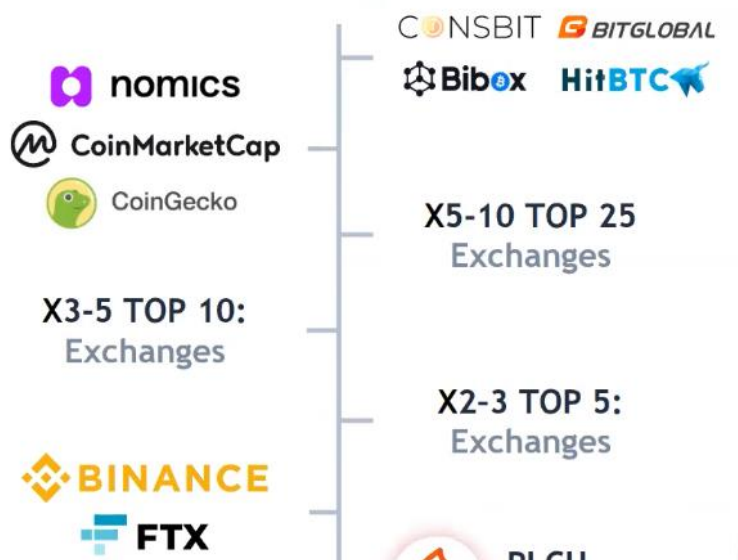 CONSBIT BITGLOBAL
Bibox HitBTC
nomics
CoinMarketCap
CoinGecko
X5-10 TOP 25
Exchanges
X3-5 TOP 10:
Exchanges
X2-3 TOP 5:
Exchanges
BINANCE
FTX